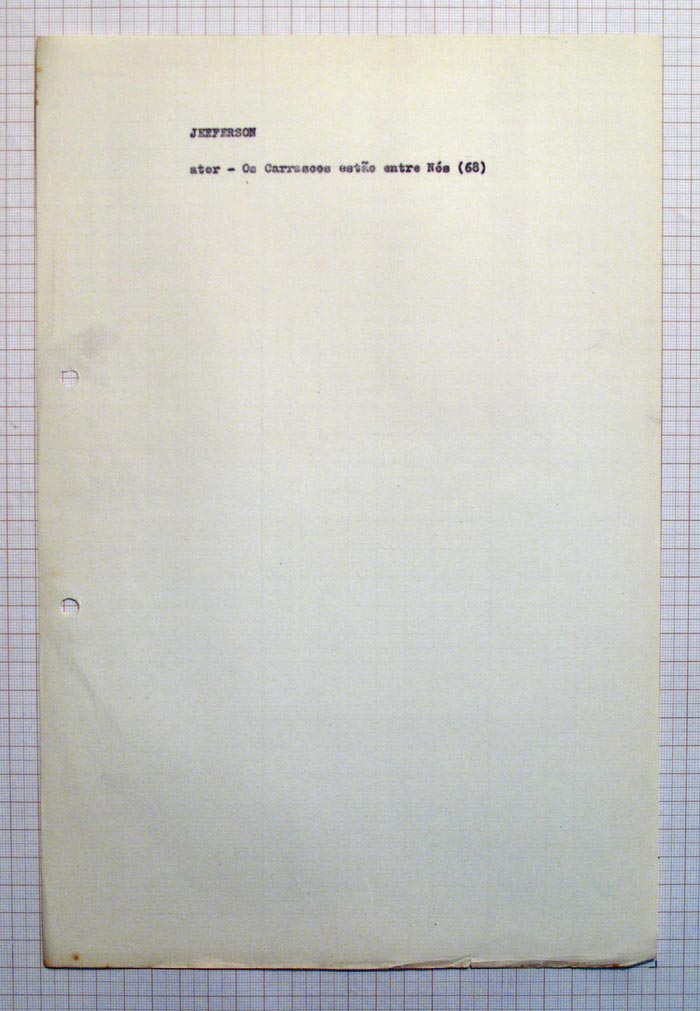 JEFFERSON
ator - Os Carrascos estão entre Nós (68)